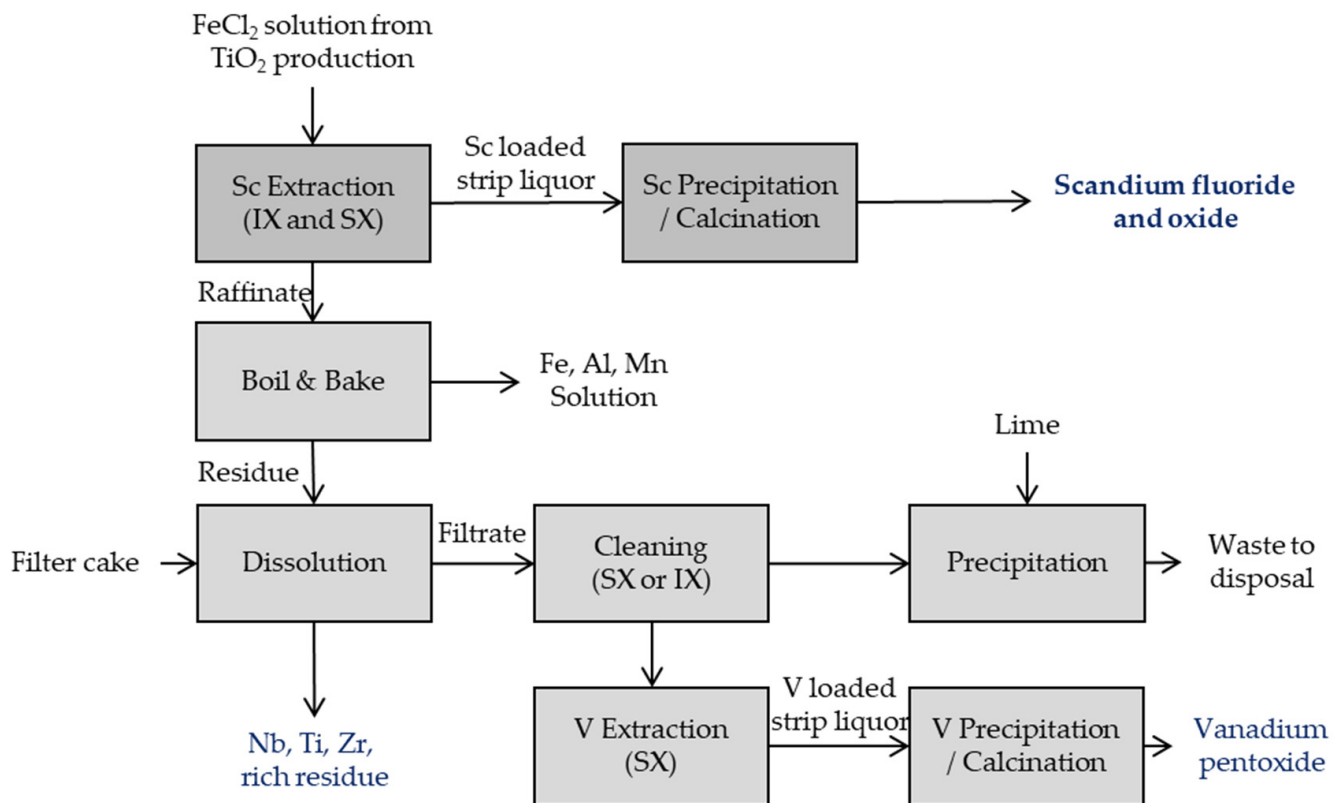 FeCl₂ solution from
TiO₂ production
Sc Extraction
(IX and SX)
Sc loaded
strip liquor
Sc Precipitation
/ Calcination
Scandium fluoride
and oxide
Raffinate
Boil & Bake
Fe, Al, Mn
Solution
Residue
Lime
Filter cake
Dissolution
Filtrate
Cleaning
(SX or IX)
Precipitation
Waste to
disposal
Nb, Ti, Zr,
rich residue
V Extraction
(SX)
V loaded
strip liquor
V Precipitation
/ Calcination
Vanadium
pentoxide